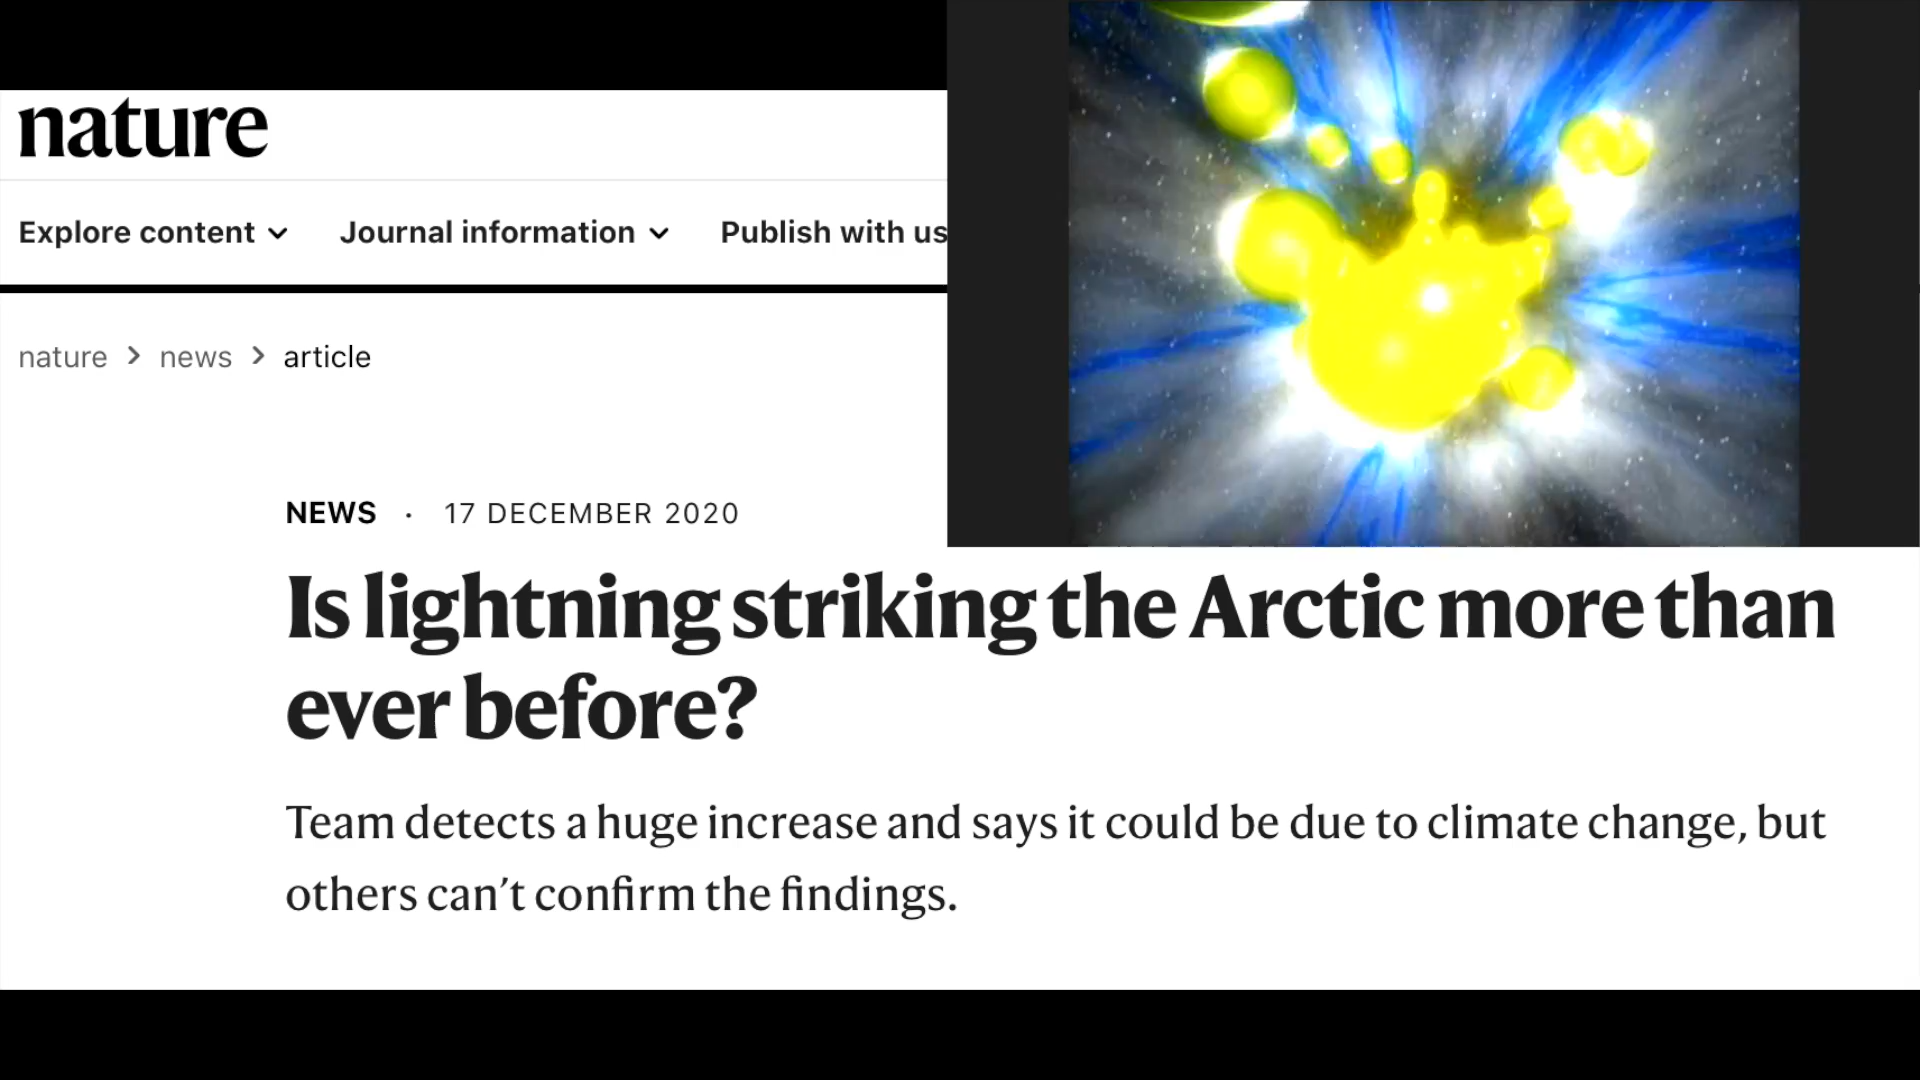 nature
Explore content Journal information Publish with us
nature > news > article
NEWS · 17 DECEMBER 2020
Is lightning striking the Arctic more than
ever before?
Team detects a huge increase and says it could be due to climate change, but
others can’t confirm the findings.